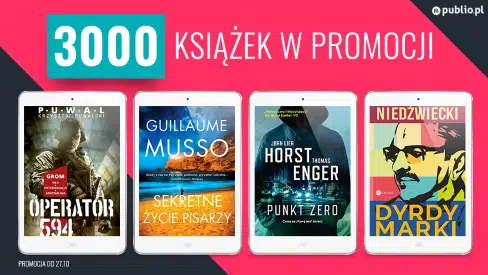 publio.pl
3000 KSIĄŻEK W PROMOCJI
P·U·W·A·L
KRZYSZTOF PUWALSKI
GROM
OPERATOR
594
GUILLAUME
MUSSO
SEKRETNE
ŻYCIE PISARZY
JØRN LIER
HORST
THOMAS
ENGER
PUNKT ZERO
NIEDŹWIECKI
DYRDY
MARKI
PROMOCJA DO 27.10